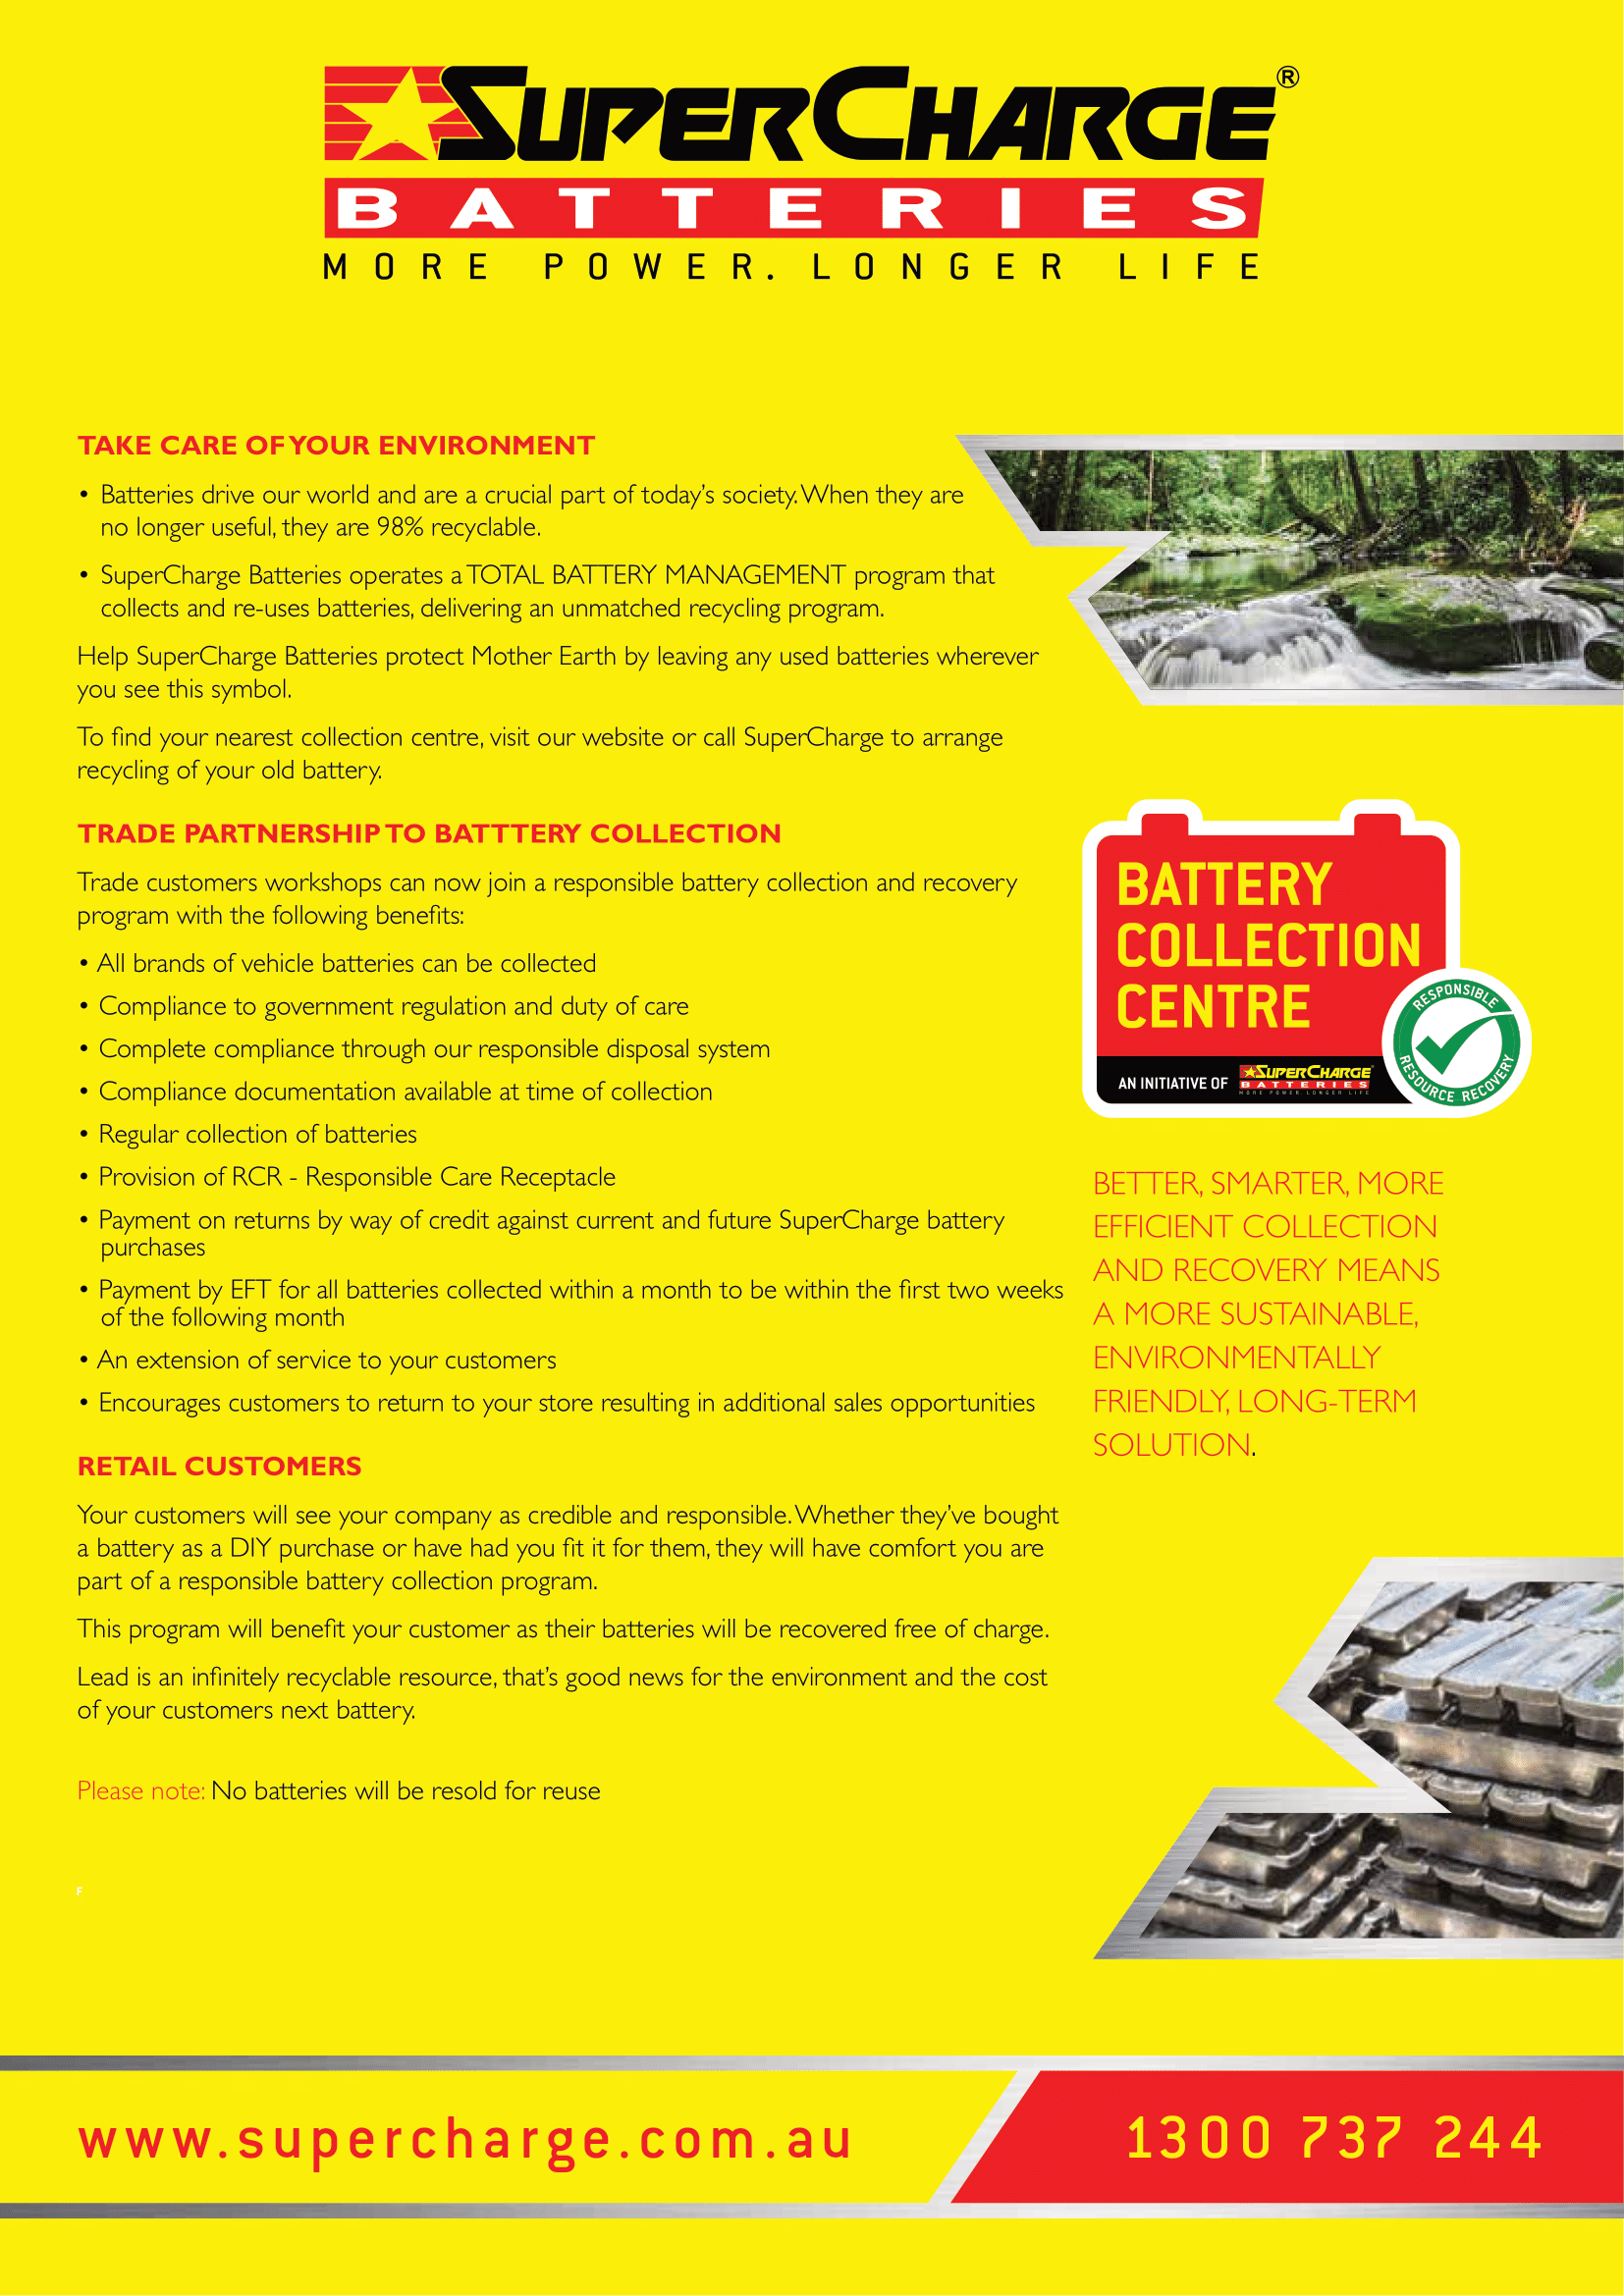 SUPERCHARGE®
BATTERIES
MORE POWER. LONGER LIFE
TAKE CARE OF YOUR ENVIRONMENT
• Batteries drive our world and are a crucial part of today's society. When they are
no longer useful, they are 98% recyclable.
• SuperCharge Batteries operates a TOTAL BATTERY MANAGEMENT program that
collects and re-uses batteries, delivering an unmatched recycling program.
Help SuperCharge Batteries protect Mother Earth by leaving any used batteries wherever
you see this symbol.
To find your nearest collection centre, visit our website or call SuperCharge to arrange
recycling of your old battery.
TRADE PARTNERSHIP TO BATTTERY COLLECTION
Trade customers workshops can now join a responsible battery collection and recovery
program with the following benefits:
• All brands of vehicle batteries can be collected
• Compliance to government regulation and duty of care
• Complete compliance through our responsible disposal system
• Compliance documentation available at time of collection
• Regular collection of batteries
• Provision of RCR - Responsible Care Receptacle
• Payment on returns by way of credit against current and future SuperCharge battery
purchases
• Payment by EFT for all batteries collected within a month to be within the first two weeks
of the following month
• An extension of service to your customers
• Encourages customers to return to your store resulting in additional sales opportunities
RETAIL CUSTOMERS
Your customers will see your company as credible and responsible. Whether they've bought
a battery as a DIY purchase or have had you fit it for them, they will have comfort you are
part of a responsible battery collection program.
This program will benefit your customer as their batteries will be recovered free of charge.
Lead is an infinitely recyclable resource, that's good news for the environment and the cost
of your customers next battery.
Please note: No batteries will be resold for reuse
F
BATTERY
COLLECTION
CENTRE
AN INITIATIVE OF
SUPERCHARGE
BATTERIES
MORE POWER. LONGER LIFE
RESPONSIBLE
RESOURCE RECOVERY
BETTER, SMARTER, MORE
EFFICIENT COLLECTION
AND RECOVERY MEANS
A MORE SUSTAINABLE,
ENVIRONMENTALLY
FRIENDLY, LONG-TERM
SOLUTION.
www.supercharge.com.au
1300 737 244